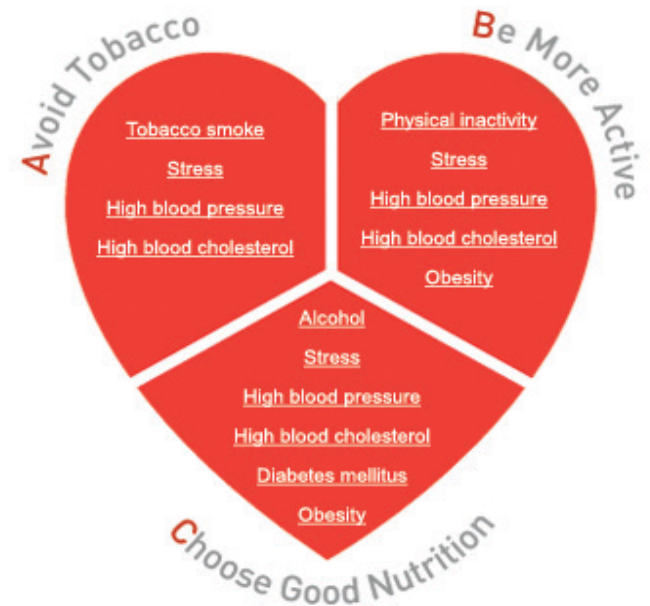 Avoid Tobacco
Tobacco smoke
Stress
High blood pressure
High blood cholesterol
Be More Active
Physical inactivity
Stress
High blood pressure
High blood cholesterol
Obesity
Alcohol
Stress
High blood pressure
High blood cholesterol
Diabetes mellitus
Obesity
Choose Good Nutrition